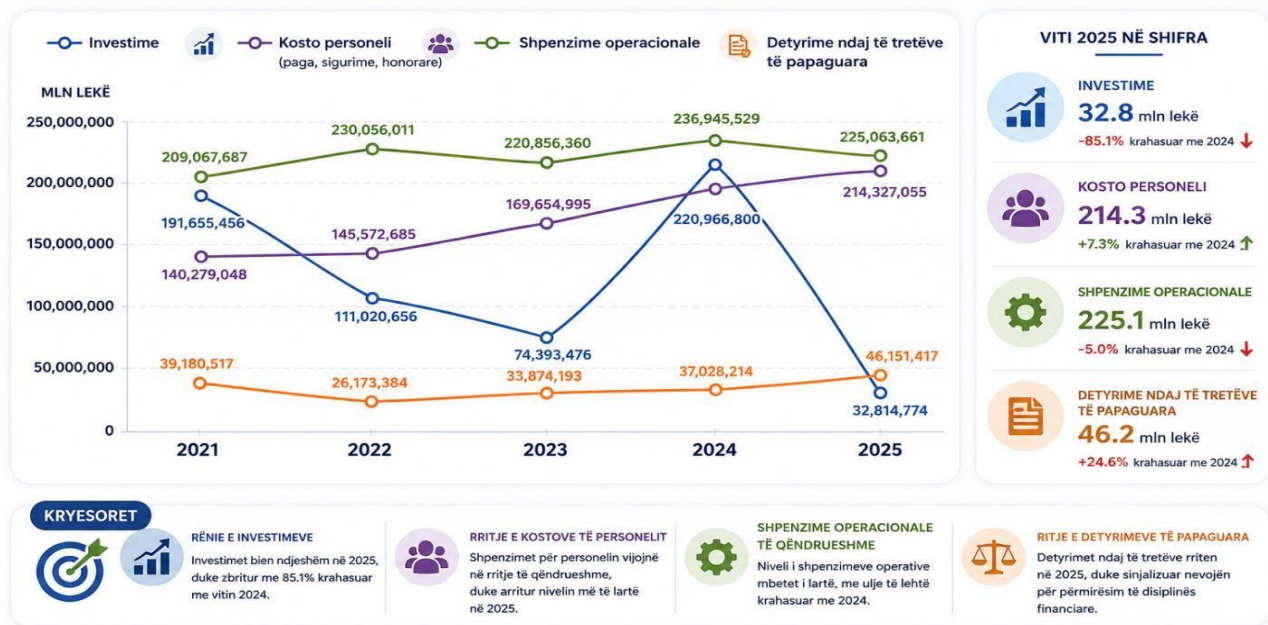 Investime
Kosto personeli
(paga, sigurime, honorare)
Shpenzime operacionale
Detyrime ndaj të tretëve
të papaguara
MLN LEKË
250,000,000
200,000,000
150,000,000
100,000,000
50,000,000
0
209,067,687
230,056,011
220,856,360
236,945,529
225,063,661
191,655,456
111,020,656
74,393,476
220,966,800
32,814,774
140,279,048
145,572,685
169,654,995
214,327,055
39,180,517
26,173,384
33,874,193
37,028,214
46,151,417
2021
2022
2023
2024
2025
VITI 2025 NË SHIFRA
INVESTIME
32.8 mln lekë
-85.1% krahasuar me 2024
KOSTO PERSONELI
214.3 mln lekë
+7.3% krahasuar me 2024
SHPENZIME OPERACIONALE
225.1 mln lekë
-5.0% krahasuar me 2024
DETYRIME NDAJ TË TRETËVE
TË PAPAGUARA
46.2 mln lekë
+24.6% krahasuar me 2024
KRYESORET
RËNIE E INVESTIMEVE
Investimet bien ndjeshëm në 2025,
duke zbritur me 85.1% krahasuar
me vitin 2024.
RRITJE E KOSTOVE TË PERSONELIT
Shpenzimet për personelin vijojnë
në rritje të qëndrueshme,
duke arritur nivelin më të lartë
në 2025.
SHPENZIME OPERACIONALE
TË QËNDRUESHME
Niveli i shpenzimeve operative
mbetet i lartë, me ulje të lehtë
krahasuar me 2024.
RRITJE E DETYRIMEVE TË PAPAGUARA
Detyrimet ndaj të tretëve rriten
në 2025, duke sinjalizuar nevojën
për përmirësim të disiplinës
financiare.